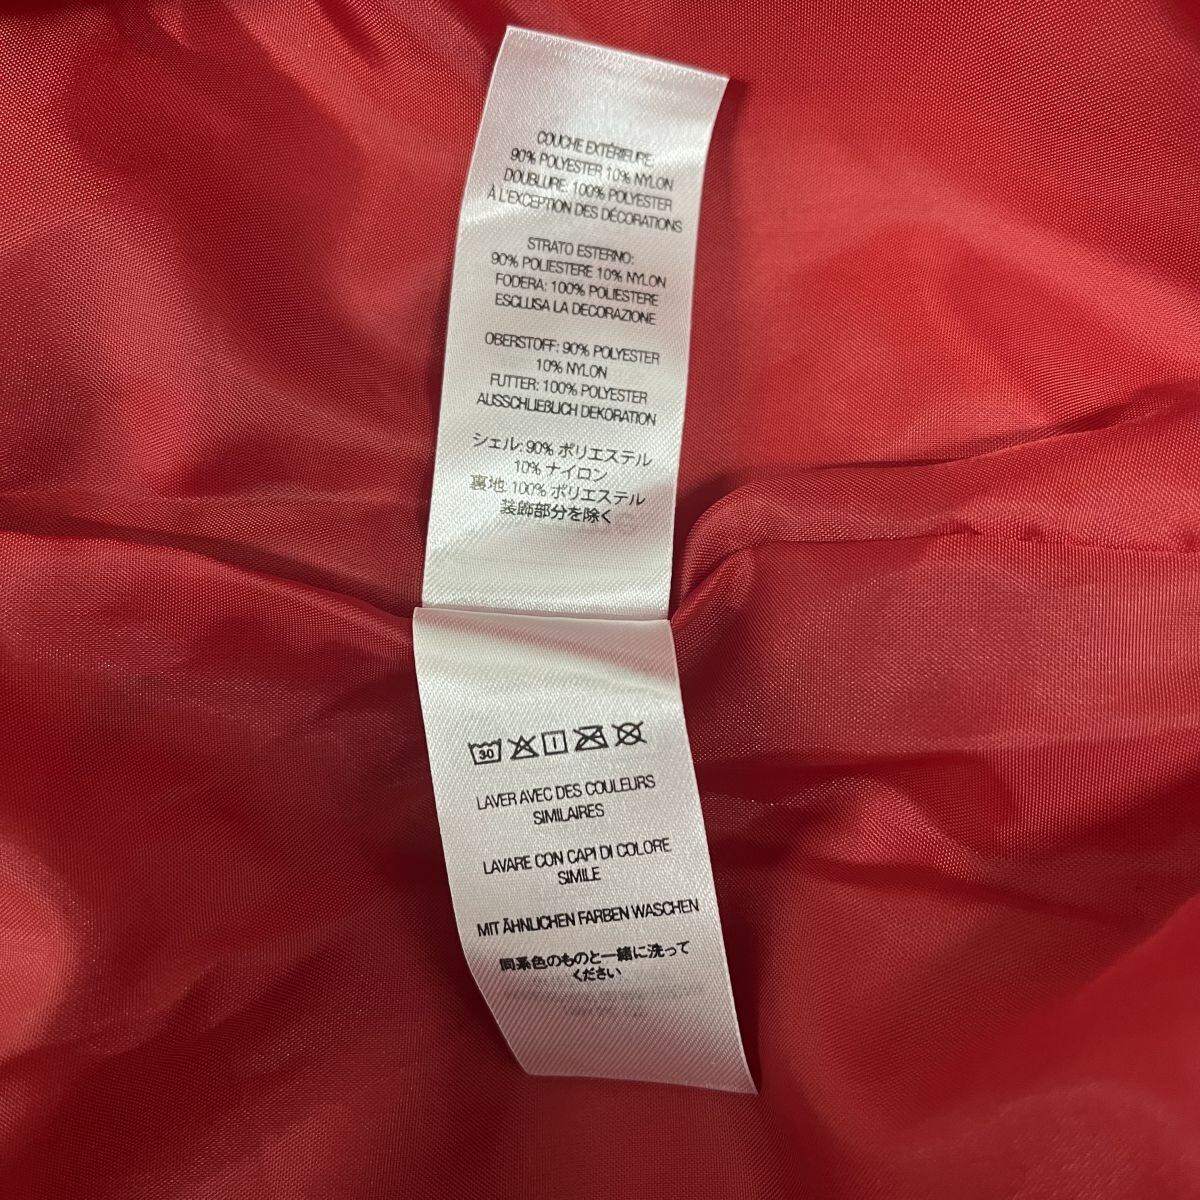 COUCHE EXTÉRIEURE:
90% POLYESTER 10% NYLON
DOUBLURE: 100% POLYESTER
À L'EXCEPTION DES DÉCORATIONS
STRATO ESTERNO:
90% POLIESTERE 10% NYLON
FODERA: 100% POLIESTERE
ESCLUSA LA DECORAZIONE
OBERSTOFF: 90% POLYESTER
10% NYLON
FUTTER: 100% POLYESTER
AUSSCHLIEBLICH DEKORATION
シェル: 90% ポリエステル
10% ナイロン
裏地: 100% ポリエステル
装飾部分を除く
30
LAVER AVEC DES COULEURS
SIMILAIRES
LAVARE CON CAPI DI COLORE
SIMILE
MIT ÄHNLICHEN FARBEN WASCHEN
同系色のものと一緒に洗って
ください